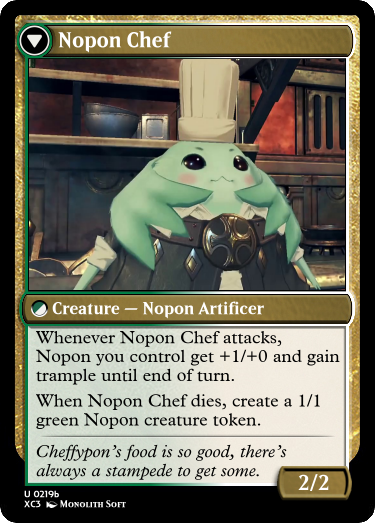 Nopon Chef
Creature — Nopon Artificer
Whenever Nopon Chef attacks,
Nopon you control get +1/+0 and gain
trample until end of turn.
When Nopon Chef dies, create a 1/1
green Nopon creature token.
Cheffypon's food is so good, there's
always a stampede to get some.
2/2
U 0219b
XC3 Monolith Soft